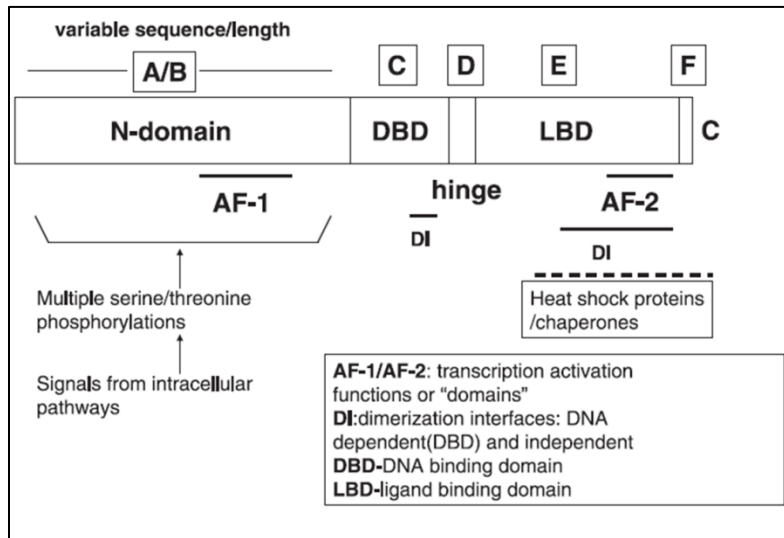 variable sequence/length
A/B
C
D
E
F
N-domain
DBD
LBD
C
AF-1
hinge
AF-2
DI
DI
Multiple serine/threonine
phosphorylations
Heat shock proteins
/chaperones
Signals from intracellular
pathways
AF-1/AF-2: transcription activation
functions or “domains”
DI:dimerization interfaces: DNA
dependent(DBD) and independent
DBD-DNA binding domain
LBD-ligand binding domain